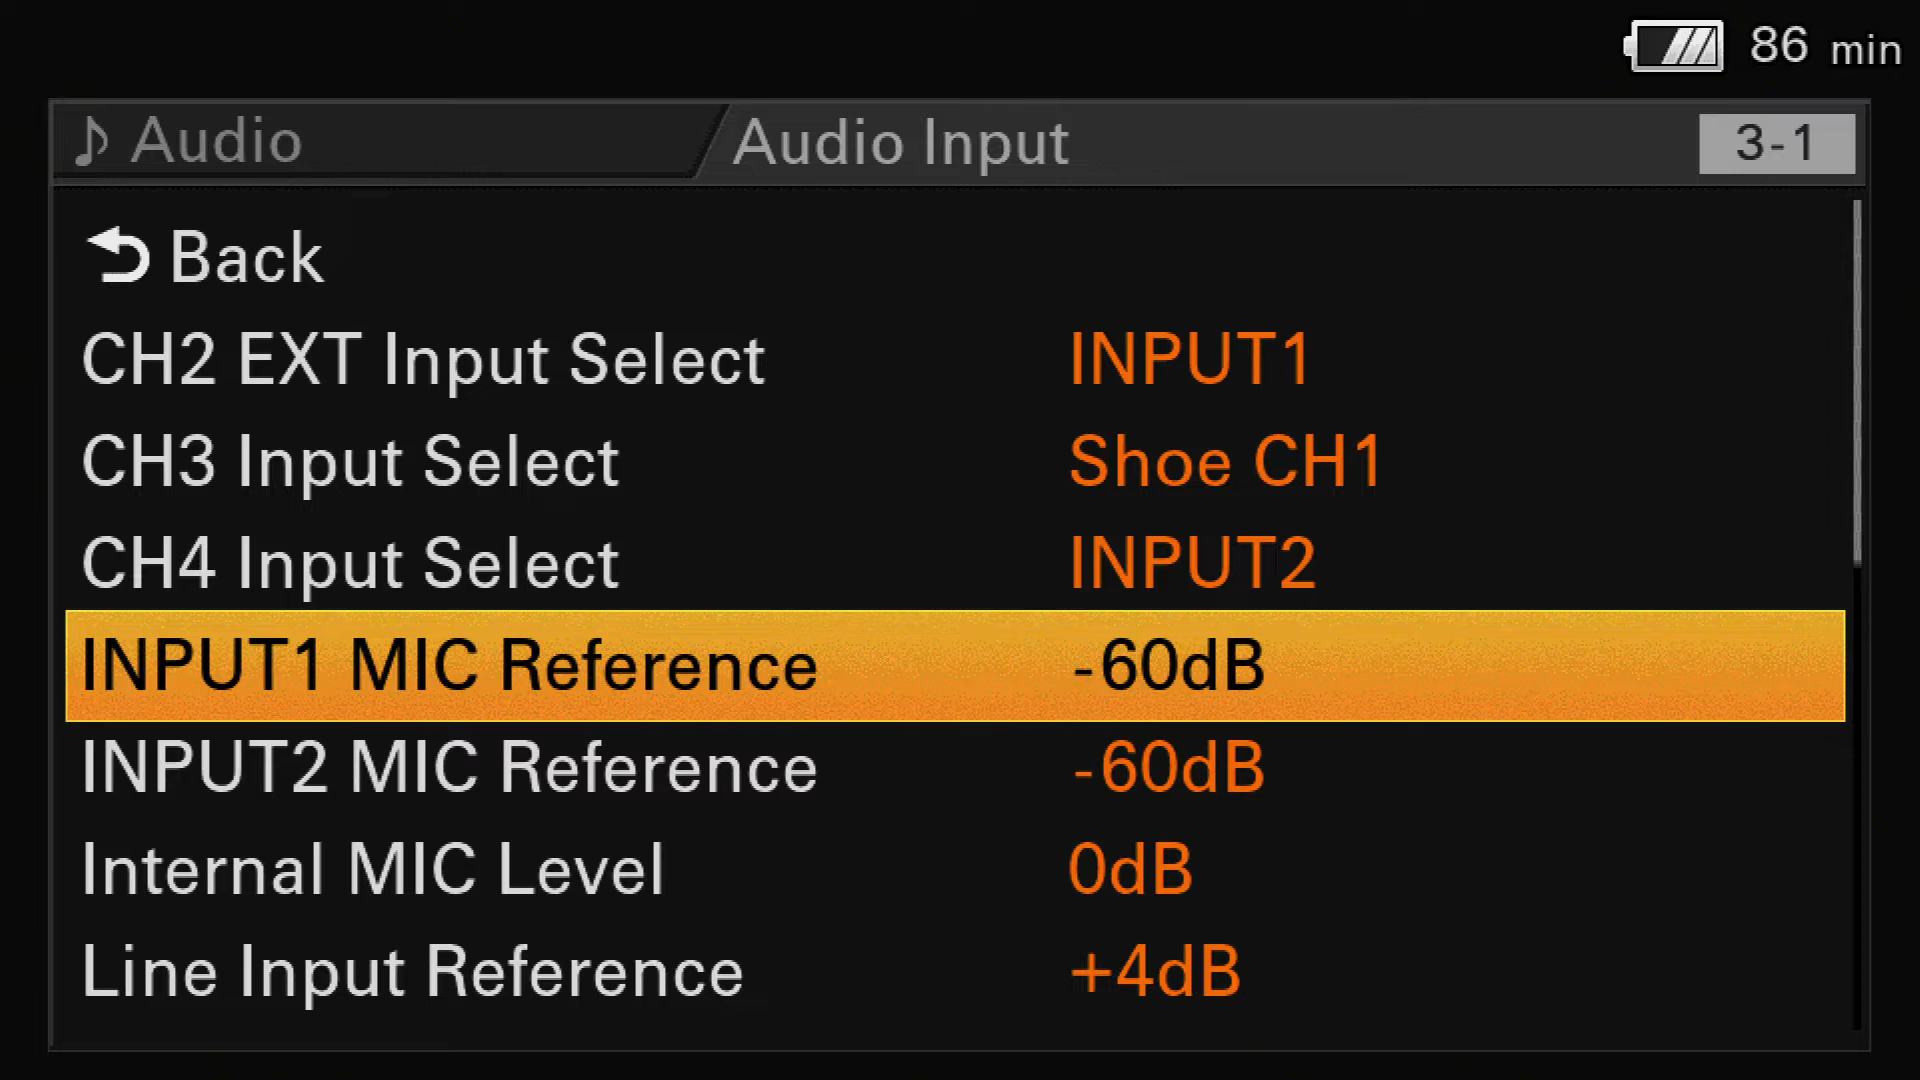 86 min
Audio
Audio Input
3-1
Back
CH2 EXT Input Select INPUT1
CH3 Input Select Shoe CH1
CH4 Input Select INPUT2
INPUT1 MIC Reference -60dB
INPUT2 MIC Reference -60dB
Internal MIC Level 0dB
Line Input Reference +4dB